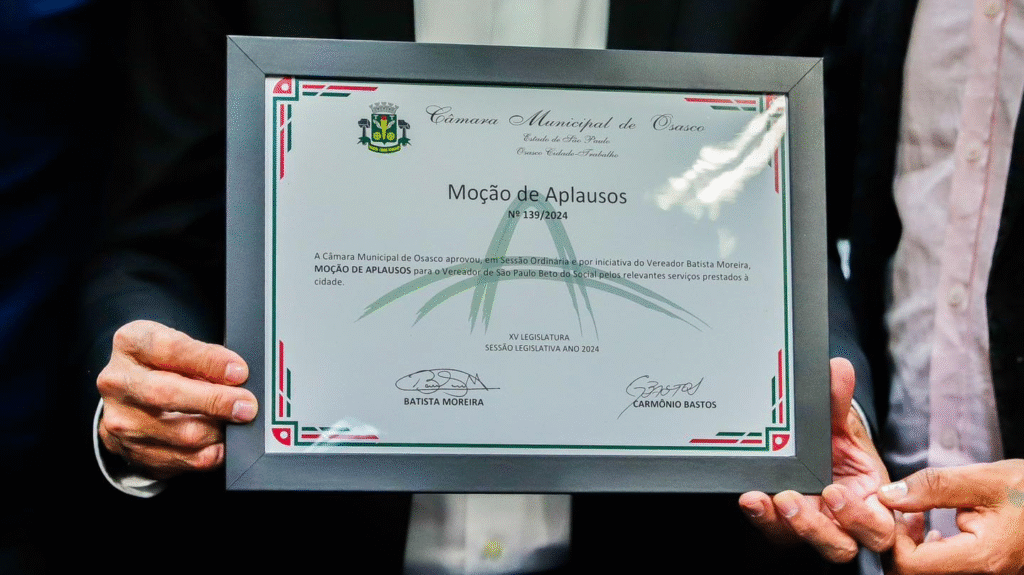 Câmara Municipal de Osasco
Estado de São Paulo
Osasco Cidade-Trabalho
Moção de Aplausos
Nº 139/2024
A Câmara Municipal de Osasco aprovou, em Sessão Ordinária e por iniciativa do Vereador Batista Moreira,
MOÇÃO DE APLAUSOS para o Vereador de São Paulo Beto do Social pelos relevantes serviços prestados à
cidade.
XV LEGISLATURA
SESSÃO LEGISLATIVA ANO 2024
BATISTA MOREIRA
CARMÔNIO BASTOS